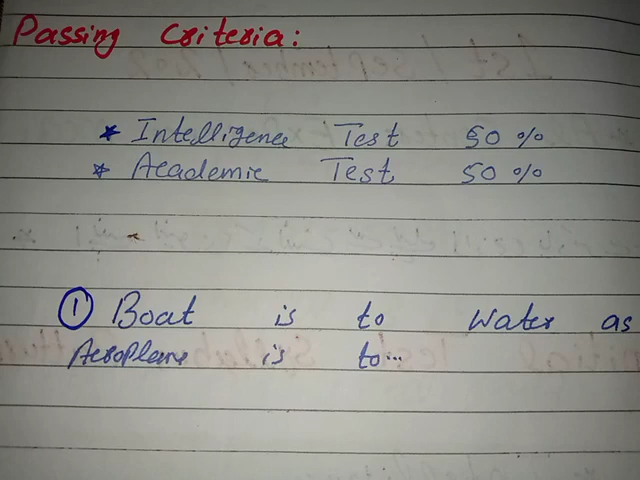 Passing Criteria:
* Intelligence Test 50 %
* Academic Test 50 %
① Boat is to Water as
Aeroplane is to...